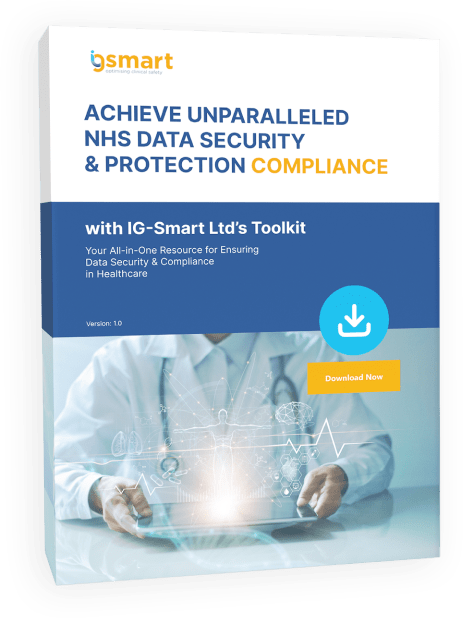 igsmart
optimising clinical safety
ACHIEVE UNPARALLELED
NHS DATA SECURITY
& PROTECTION COMPLIANCE
with IG-Smart Ltd's Toolkit
Your All-in-One Resource for Ensuring
Data Security & Compliance
in Healthcare
Version: 1.0
Download Now